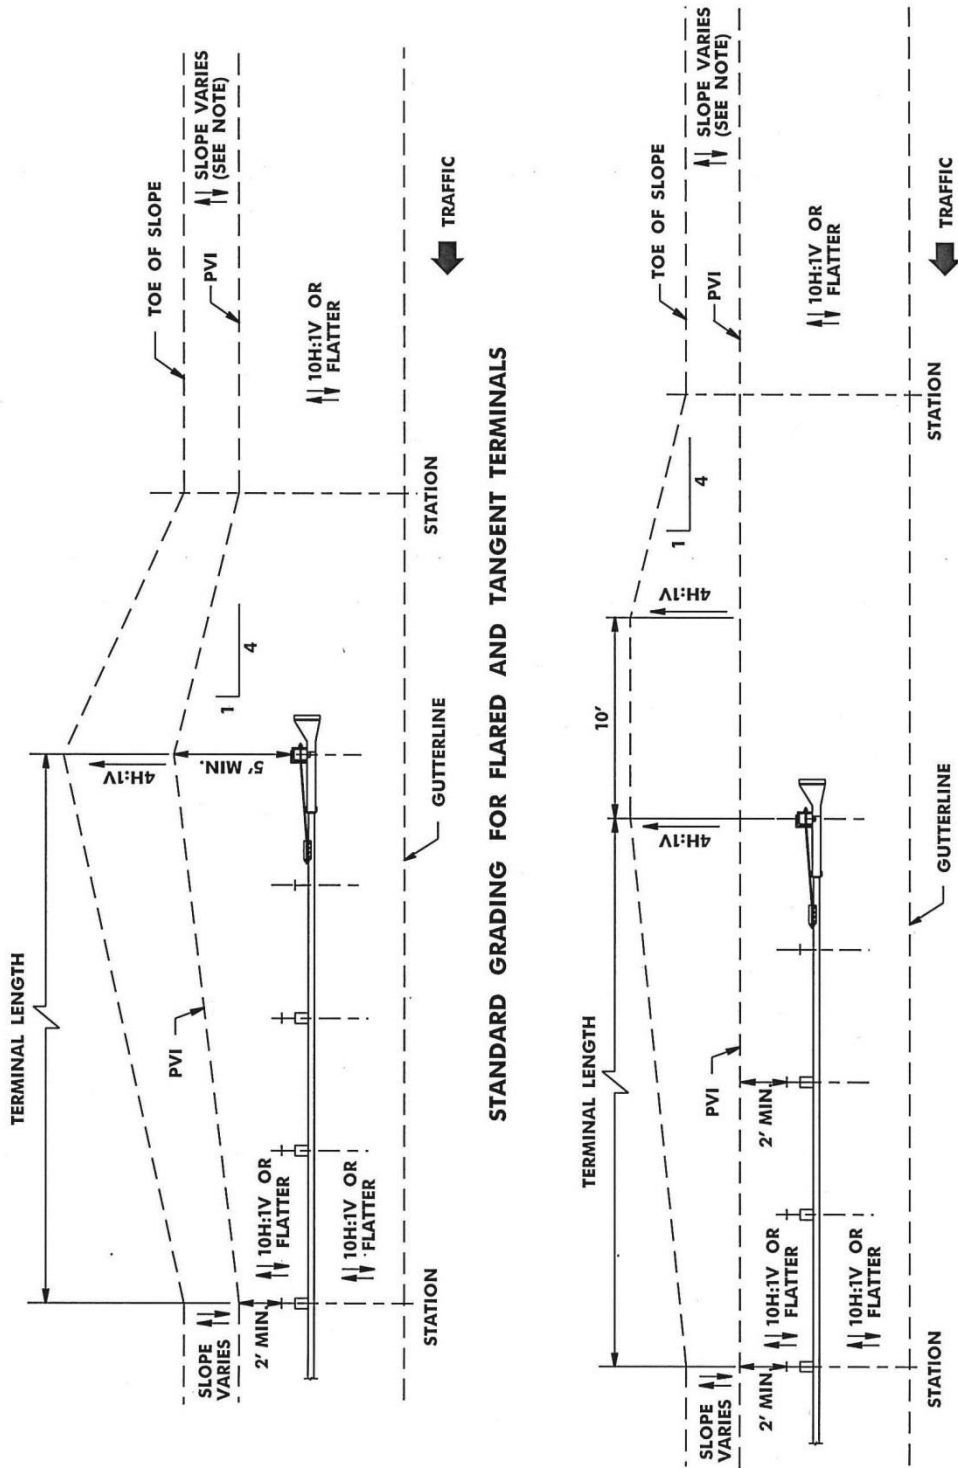 TERMINAL LENGTH
TOE OF SLOPE
SLOPE VARIES
(SEE NOTE)
PVI
4H:1V
5' MIN.
1
4
PVI
10H:1V OR
FLATTER
SLOPE
VARIES
2' MIN.
10H:1V OR
FLATTER
10H:1V OR
FLATTER
GUTTERLINE
STATION
STATION
TRAFFIC
STANDARD GRADING FOR FLARED AND TANGENT TERMINALS
TERMINAL LENGTH
10'
TOE OF SLOPE
SLOPE VARIES
(SEE NOTE)
4H:1V
4H:1V
1
4
PVI
PVI
SLOPE
VARIES
2' MIN.
2' MIN.
10H:1V OR
FLATTER
10H:1V OR
FLATTER
10H:1V OR
FLATTER
GUTTERLINE
STATION
STATION
TRAFFIC